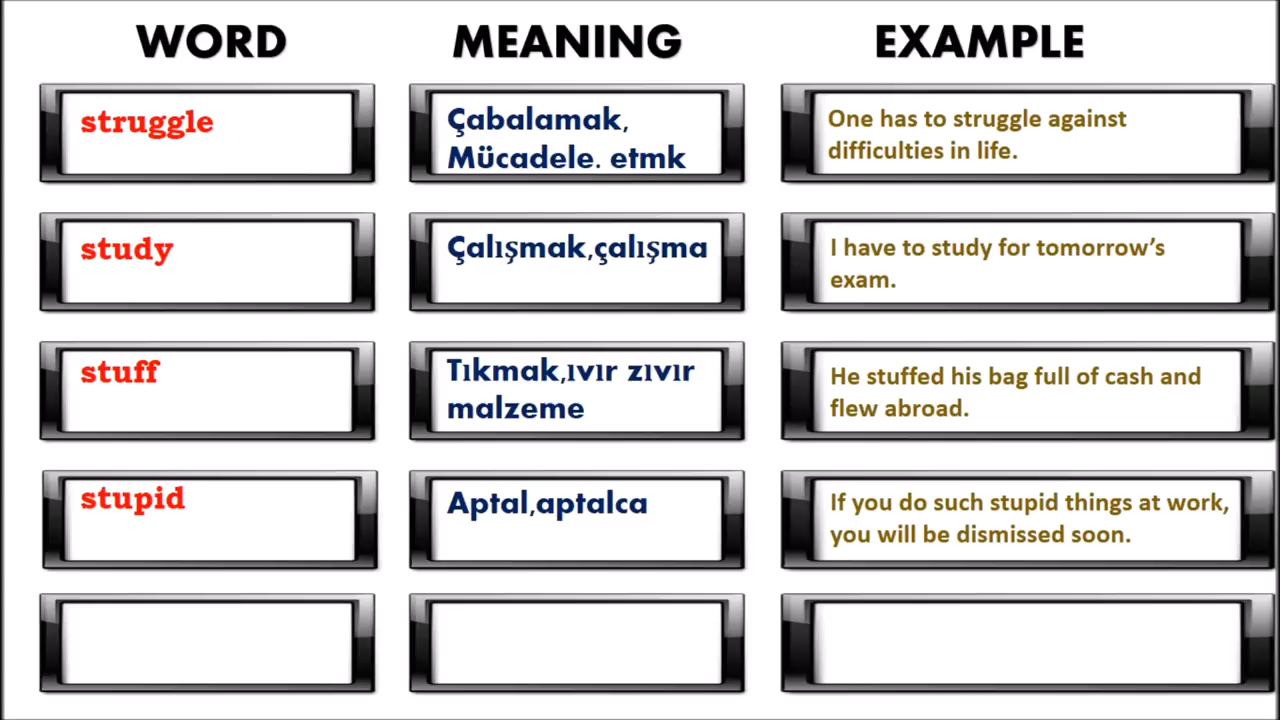 WORD MEANING EXAMPLE
struggle
Çabalamak,
Mücadele. etmk
One has to struggle against
difficulties in life.
study
Çalışmak,çalışma
I have to study for tomorrow’s
exam.
stuff
Tıkmak,ıvır zıvır
malzeme
He stuffed his bag full of cash and
flew abroad.
stupid
Aptal,aptalca
If you do such stupid things at work,
you will be dismissed soon.